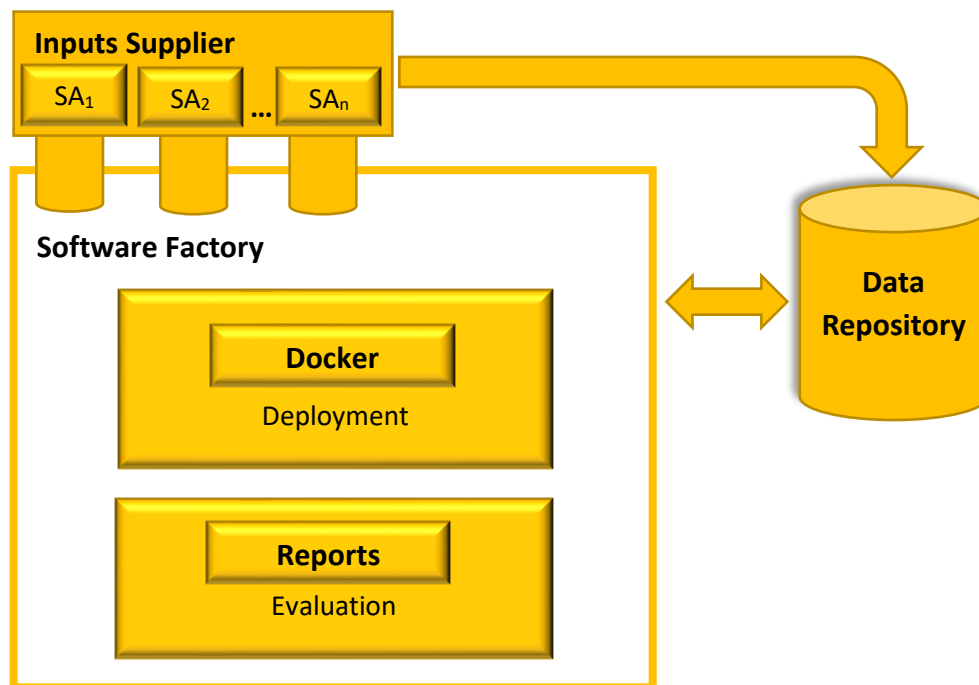 Inputs Supplier
SA₁ SA₂ ... SAₙ
Software Factory
Docker
Deployment
Reports
Evaluation
Data
Repository